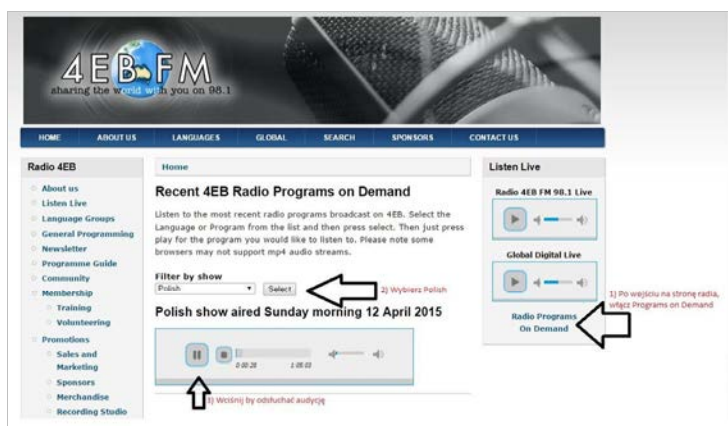 4EB FM
sharing the world with you on 98.1
HOME ABOUT US LANGUAGES GLOBAL SEARCH SPONSORS CONTACT US
Radio 4EB
About us
Listen Live
Language Groups
General Programming
Newsletter
Programme Guide
Community
Membership
Training
Volunteering
Promotions
Sales and
Marketing
Sponsors
Merchandise
Recording Studio
Home
Recent 4EB Radio Programs on Demand
Listen to the most recent radio programs broadcast on 4EB. Select the
Language or Program from the list and then press select. Then just press
play for the program you would like to listen to. Please note some
browsers may not support mp4 audio streams.
Filter by show
Polish Select
2) Wybierz Polish
Polish show aired Sunday morning 12 April 2015
0:00:28 1:05:03
3) Wciśnij by odsłuchać audycję
Listen Live
Radio 4EB FM 98.1 Live
Global Digital Live
Radio Programs
On Demand
1) Po wejściu na stronę radia,
włącz Programs on Demand